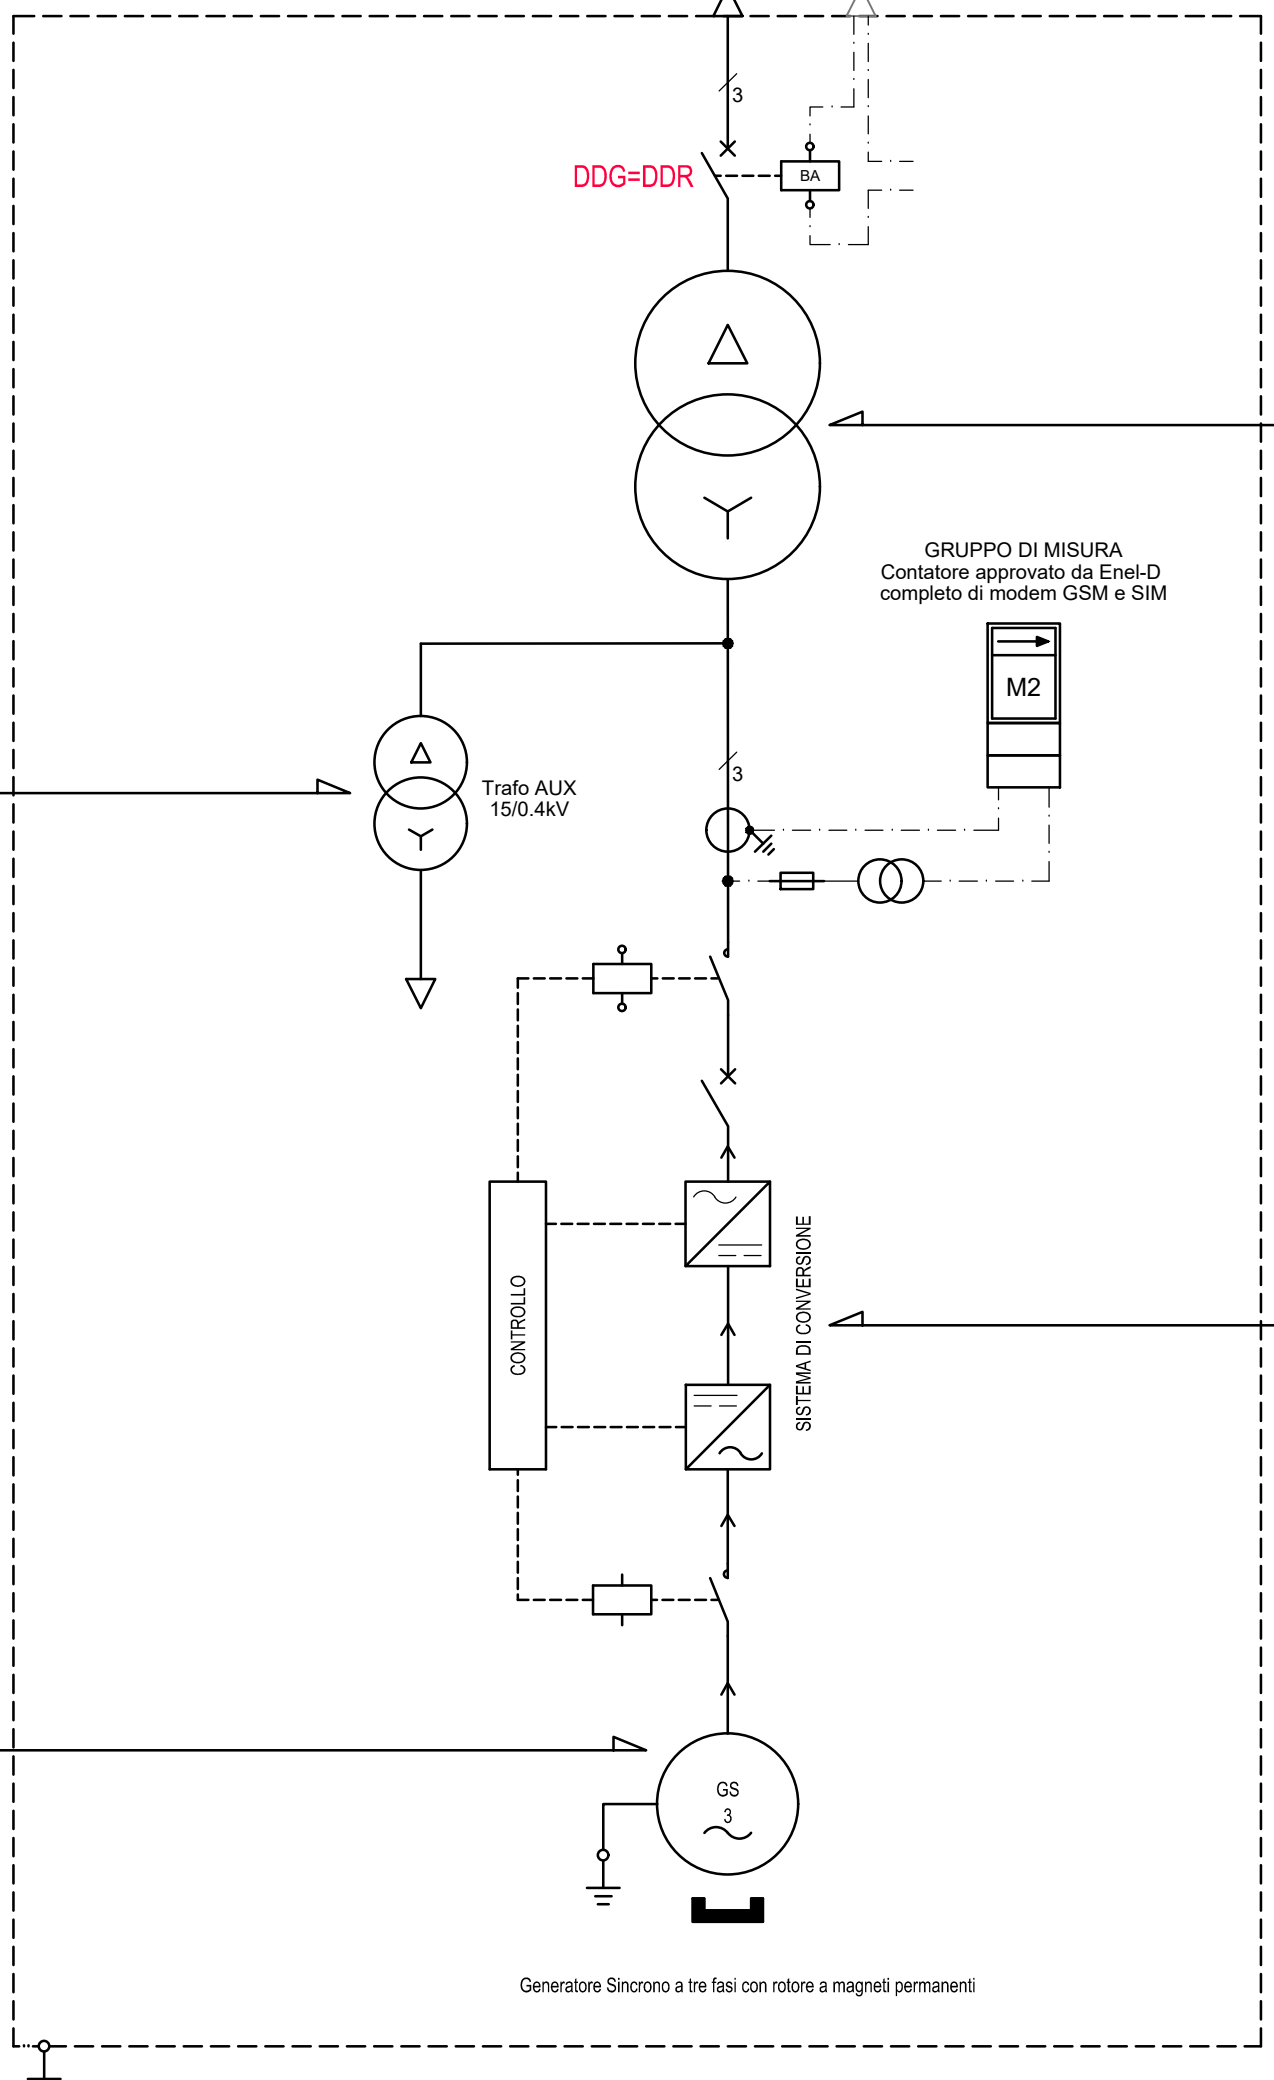 3
DDG=DDR
BA
GRUPPO DI MISURA
Contatore approvato da Enel-D
completo di modem GSM e SIM
M2
3
Trafo AUX
15/0.4kV
CONTROLLO
SISTEMA DI CONVERSIONE
GS
3
Generatore Sincrono a tre fasi con rotore a magneti permanenti